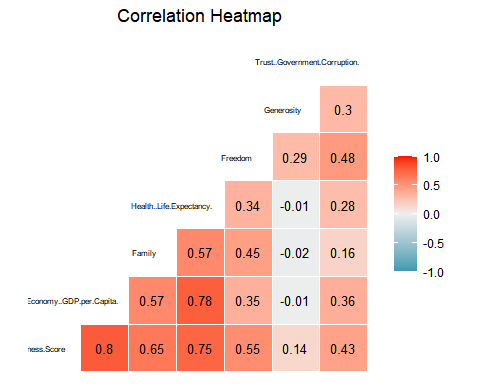 Correlation Heatmap
Trust..Government.Corruption.
Generosity 0.3
Freedom 0.29 0.48
Health..Life.Expectancy. 0.34 -0.01 0.28
Family 0.57 0.45 -0.02 0.16
Economy..GDP.per.Capita. 0.57 0.78 0.35 -0.01 0.36
ness.Score 0.8 0.65 0.75 0.55 0.14 0.43
1.0
0.5
0.0
-0.5
-1.0